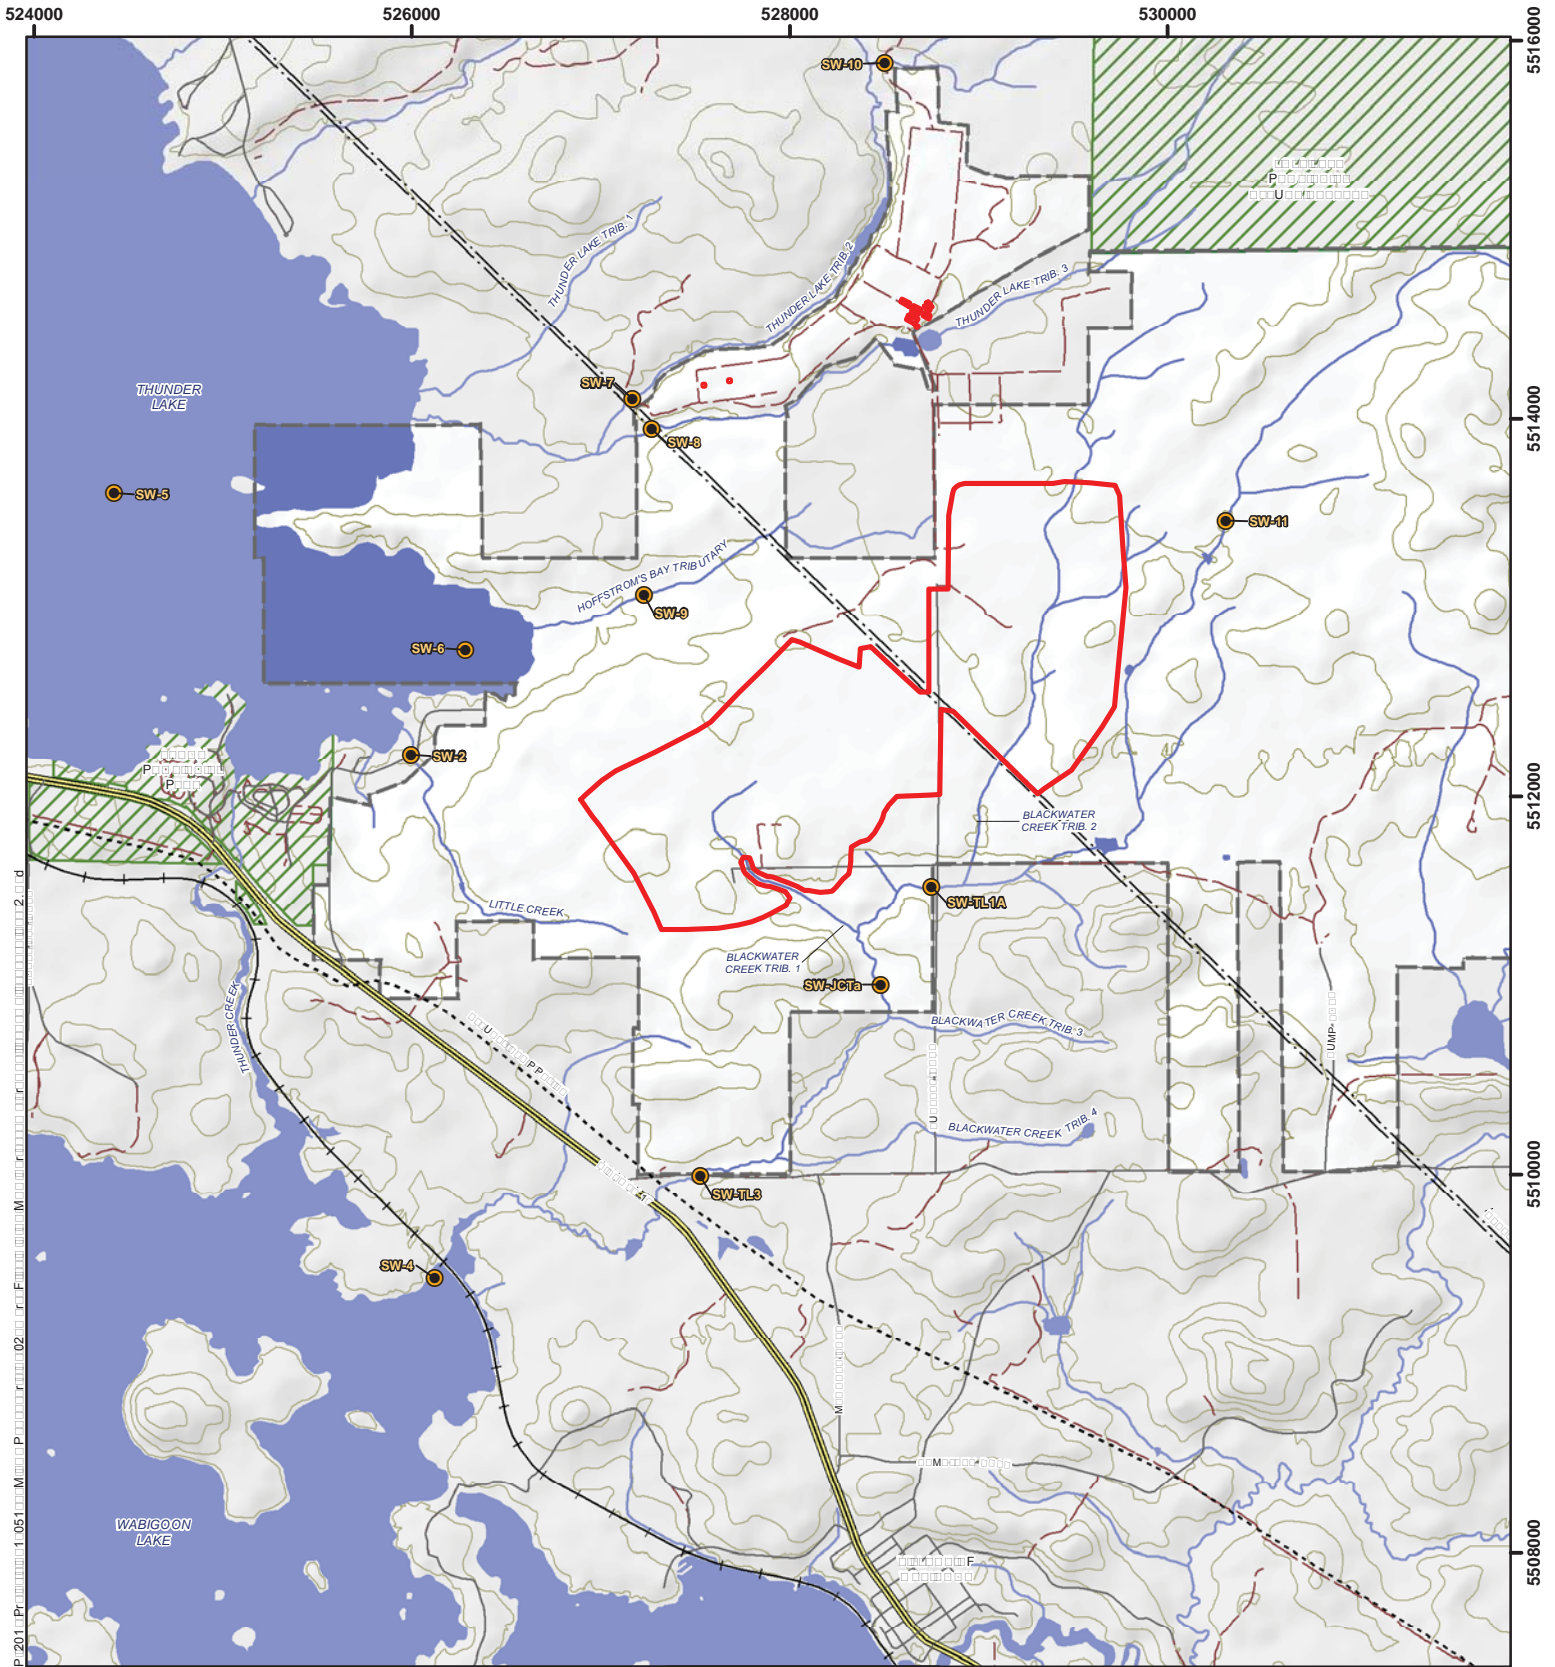 524000
526000
528000
530000
5516000
5514000
5512000
5510000
5508000
SW-10
THUNDER LAKE TRIB. 1
THUNDER LAKE TRIB. 2
THUNDER LAKE TRIB. 3
THUNDER
LAKE
SW-7
SW-8
SW-5
SW-11
HOFFSTROM'S BAY TRIBUTARY
SW-9
SW-6
SW-2
BLACKWATER
CREEK TRIB. 2
SW-TL1A
LITTLE CREEK
BLACKWATER
CREEK TRIB. 1
SW-JCTa
THUNDER CREEK
BLACKWATER CREEK TRIB. 3
BLACKWATER CREEK TRIB. 4
SW-TL3
SW-4
WABIGOON
LAKE